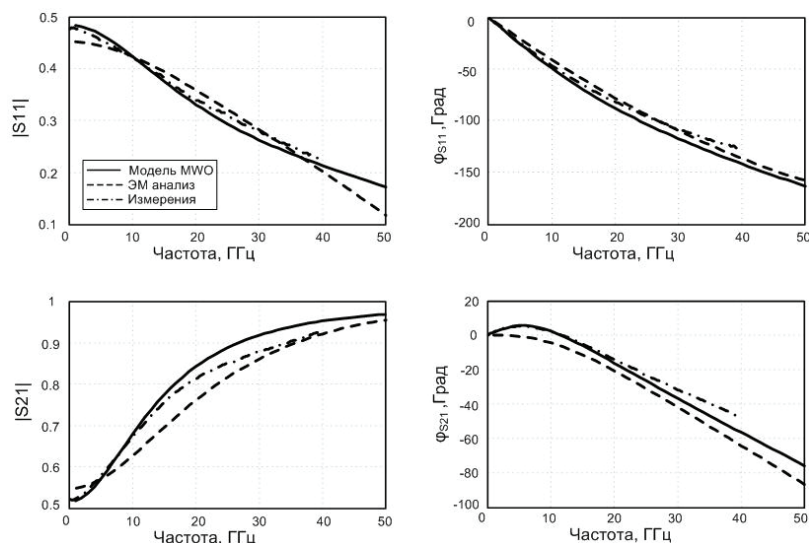 0.5
0.4
0.3
0.2
0.1
|S11|
Модель MWO
ЭМ анализ
Измерения
0 10 20 30 40 50
Частота, ГГц
0
-50
-100
-150
-200
φS11,Град
0 10 20 30 40 50
Частота, ГГц
1
0.9
0.8
0.7
0.6
0.5
|S21|
0 10 20 30 40 50
Частота, ГГц
20
0
-20
-40
-60
-80
-100
φS21,Град
0 10 20 30 40 50
Частота, ГГц